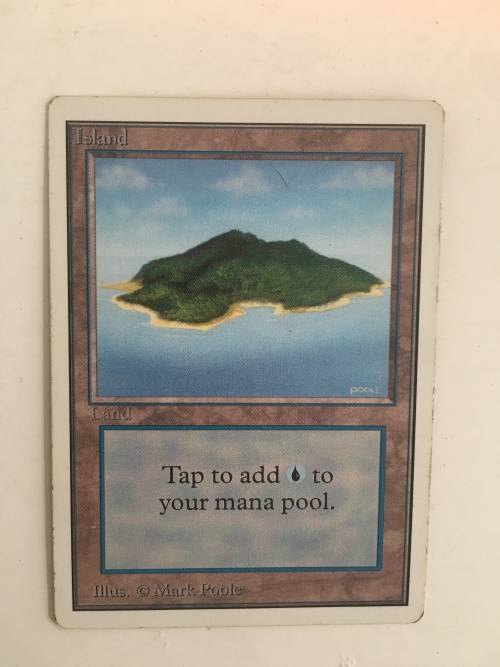 Island
POOLE
Land
Tap to add to
your mana pool.
Illus. © Mark Poole